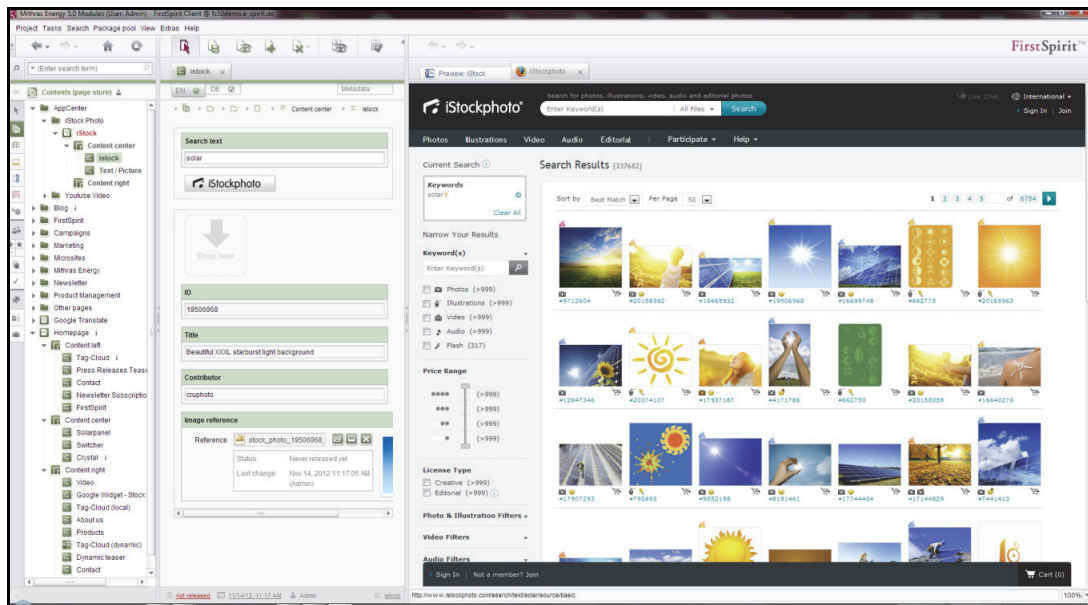 Mithras Energy 5.0 Modules (User: Admin) - FirstSpirit Client @ fs50demo.e-spirit.de
Project Tasks Search Package pool View Extras Help
FirstSpirit™
(Enter search term)
istock x
Preview: iStock
iStockphoto x
Contents (page store)
AppCenter
iStock Photo
iStock
Content center
istock
Text / Picture
Content right
Youtube Video
Blog i
FirstSpirit
Campaigns
Marketing
Microsites
Mithras Energy
Newsletter
Product Management
Other pages
Google Translate
Homepage i
Content left
Tag-Cloud i
Press Releases Tease
Contact
Newsletter Subscriptio
FirstSpirit
Content center
Solarpanel
Switcher
Crystal i
Content right
Video
Google Widget - Stock
Tag-Cloud (local)
About us
Products
Tag-Cloud (dynamic)
Dynamic teaser
Contact
EN DE Metadata
Content center istock
Search text
solar
iStockphoto
Drop here
ID
19506968
Title
Beautiful XXXL starburst light background
Contributor
cruphoto
Image reference
Reference stock_photo_19506968_
Status: Never released yet
Last change: Nov 14, 2012 11:17:05 AM
(Admin)
not released 11/14/12, 11:17 AM Admin istock
iStockphoto®
Search for photos, illustrations, video, audio and editorial photos
Enter Keyword(s) All Files Search
Live Chat International
Sign In | Join
Photos Illustrations Video Audio Editorial | Participate Help
Current Search
Keywords
solar
Clear All
Narrow Your Results
Keyword(s)
Enter Keyword(s)
Photos (>999)
Illustrations (>999)
Video (>999)
Audio (>999)
Flash (317)
Price Range
(>999)
(>999)
(>999)
(>999)
License Type
Creative (>999)
Editorial (>999)
Photo & Illustration Filters
Video Filters
Audio Filters
Search Results (337682)
Sort by Best Match Per Page 50
1 2 3 4 5 of 6754
#9712604 #20158392 #16669932 #19506968 #16699748 #662775 #20165963
#12847346 #20374107 #17937187 #4171786 #662750 #20158359 #16640276
#17907293 #792693 #9552198 #8191461 #17744404 #17144829 #7441413
Sign In | Not a member? Join
Cart (0)
http://www.istockphoto.com/search/text/solar/source/basic
100%